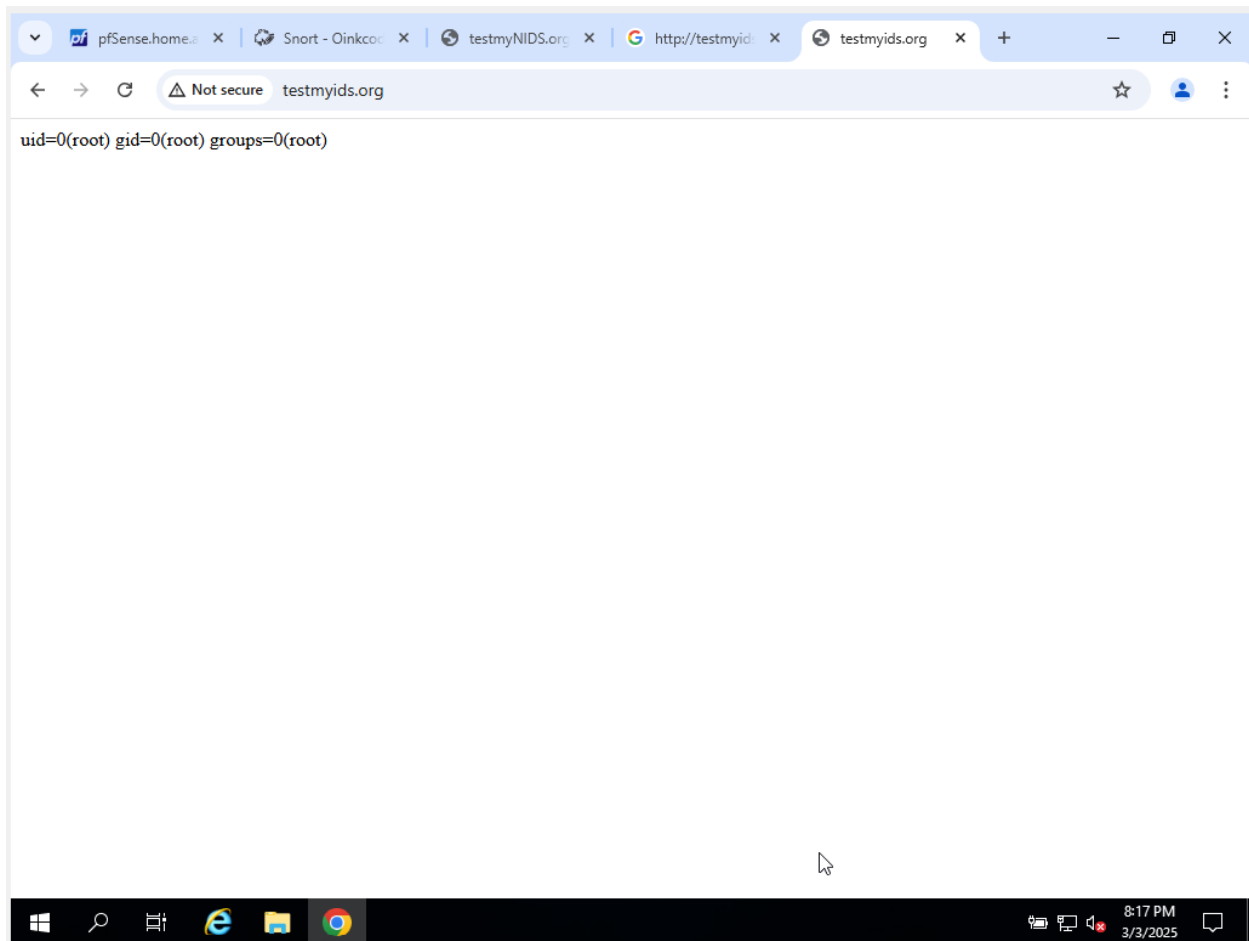 pfSense.home.a
Snort - Oinkcod
testmyNIDS.org
http://testmyid
testmyids.org
Not secure
testmyids.org
uid=0(root) gid=0(root) groups=0(root)
8:17 PM
3/3/2025